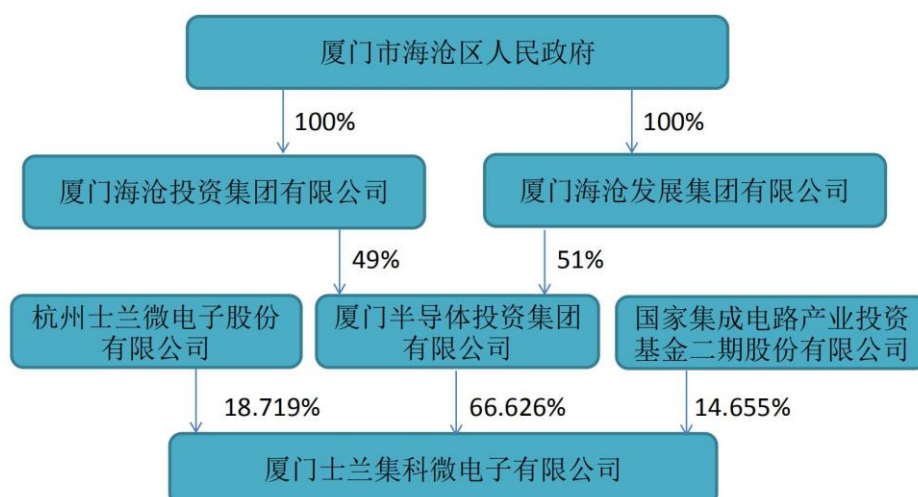 厦门市海沧区人民政府
100%
100%
厦门海沧投资集团有限公司
厦门海沧发展集团有限公司
49%
51%
杭州士兰微电子股份
有限公司
厦门半导体投资集团
有限公司
国家集成电路产业投资
基金二期股份有限公司
18.719%
66.626%
14.655%
厦门士兰集科微电子有限公司